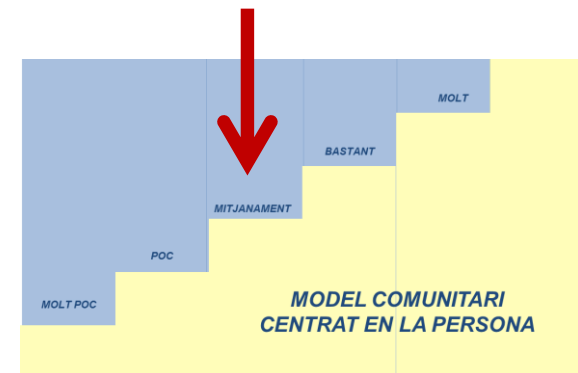 MOLT
BASTANT
MITJANAMENT
POC
MOLT POC
MODEL COMUNITARI
CENTRAT EN LA PERSONA